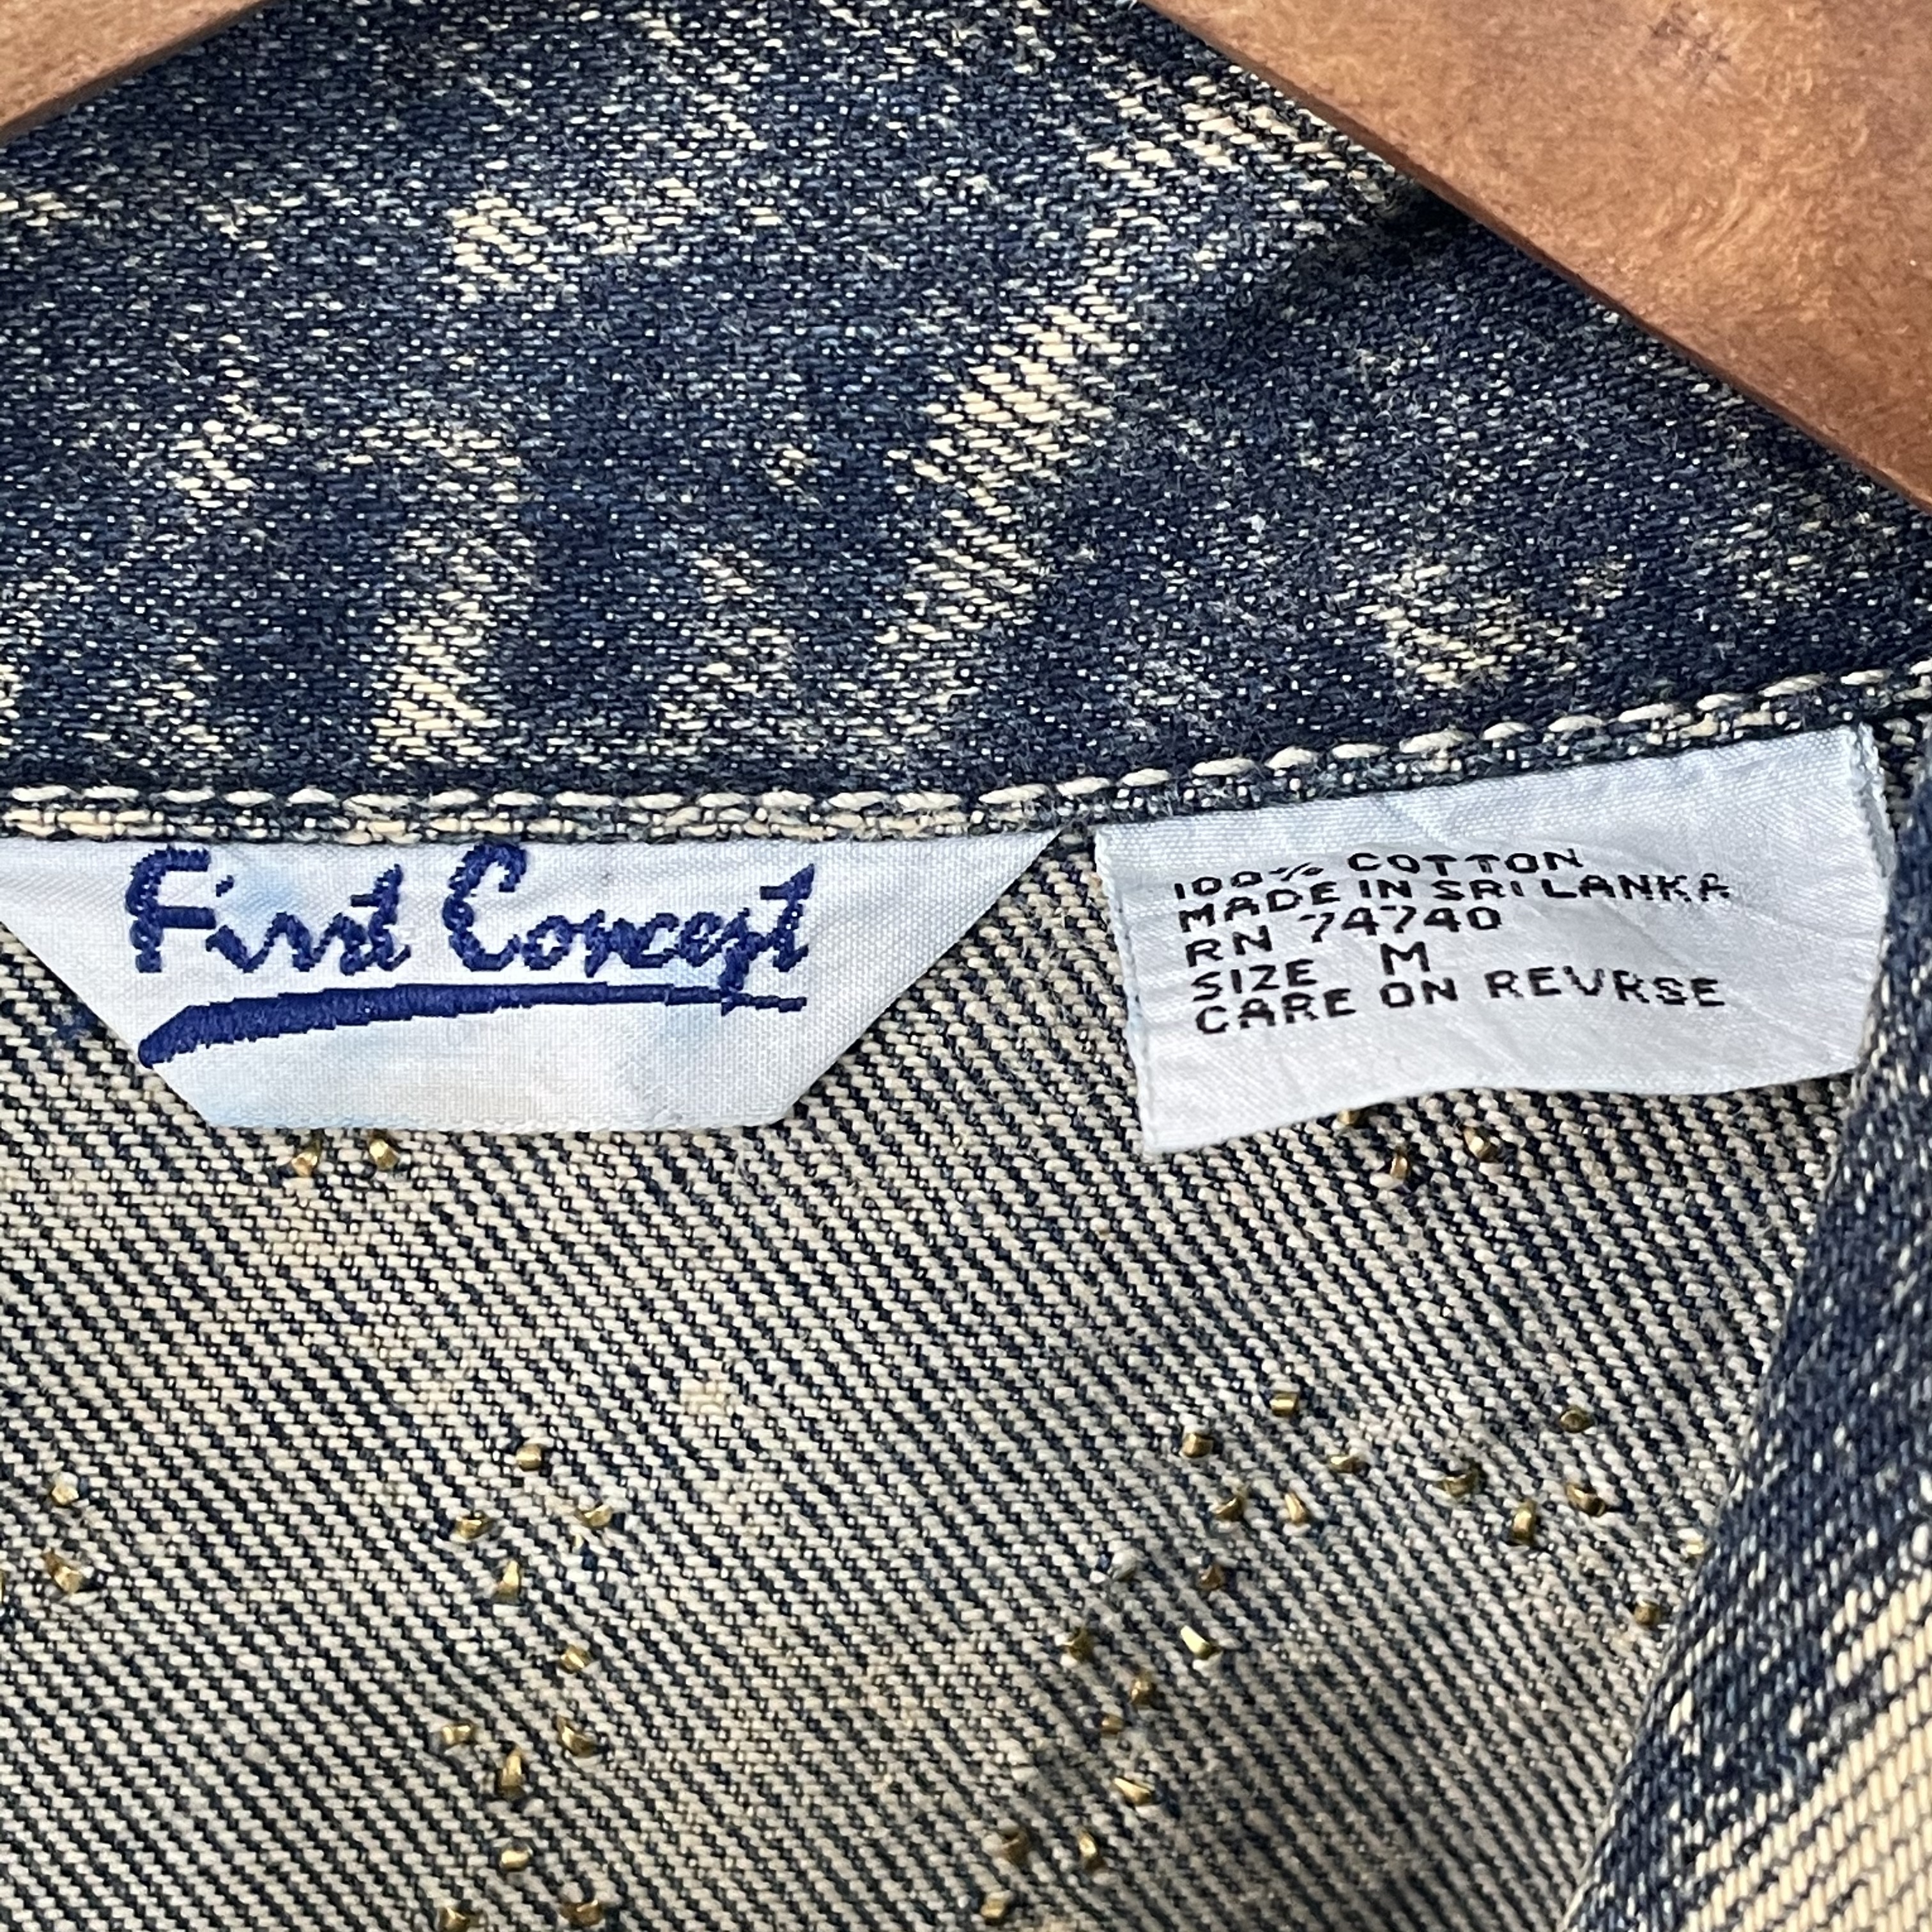 First Concept
100% COTTON
MADE IN SRI LANKA
RN 74740
SIZE M
CARE ON REVRSE